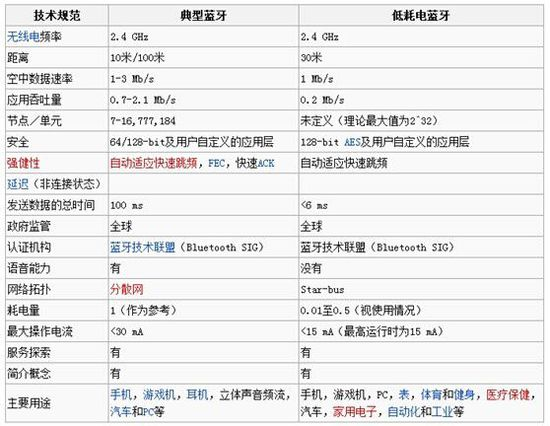 技术规范 典型蓝牙 低耗电蓝牙
无线电频率 2.4 GHz 2.4 GHz
距离 10米/100米 30米
空中数据速率 1-3 Mb/s 1 Mb/s
应用吞吐量 0.7-2.1 Mb/s 0.2 Mb/s
节点/单元 7-16,777,184 未定义（理论最大值为2^32）
安全 64/128-bit及用户自定义的应用层 128-bit AES及用户自定义的应用层
强健性 自动适应快速跳频，FEC，快速ACK 自动适应快速跳频
延迟（非连接状态）
发送数据的总时间 100 ms <6 ms
政府监管 全球 全球
认证机构 蓝牙技术联盟（Bluetooth SIG） 蓝牙技术联盟（Bluetooth SIG）
语音能力 有 没有
网络拓扑 分散网 Star-bus
耗电量 1（作为参考） 0.01至0.5（视使用情况）
最大操作电流 <30 mA <15 mA（最高运行时为15 mA）
服务探索 有 有
简介概念 有 有
主要用途 手机，游戏机，耳机，立体声音频流，汽车和PC等 手机，游戏机，PC，表，体育和健身，医疗保健，汽车，家用电子，自动化和工业等